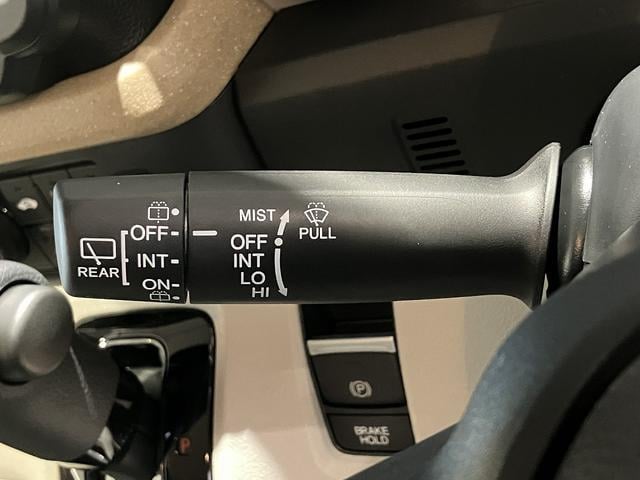 OFF
INT
ON
REAR
MIST
OFF
INT
LO
HI
PULL
P
BRAKE
HOLD
P